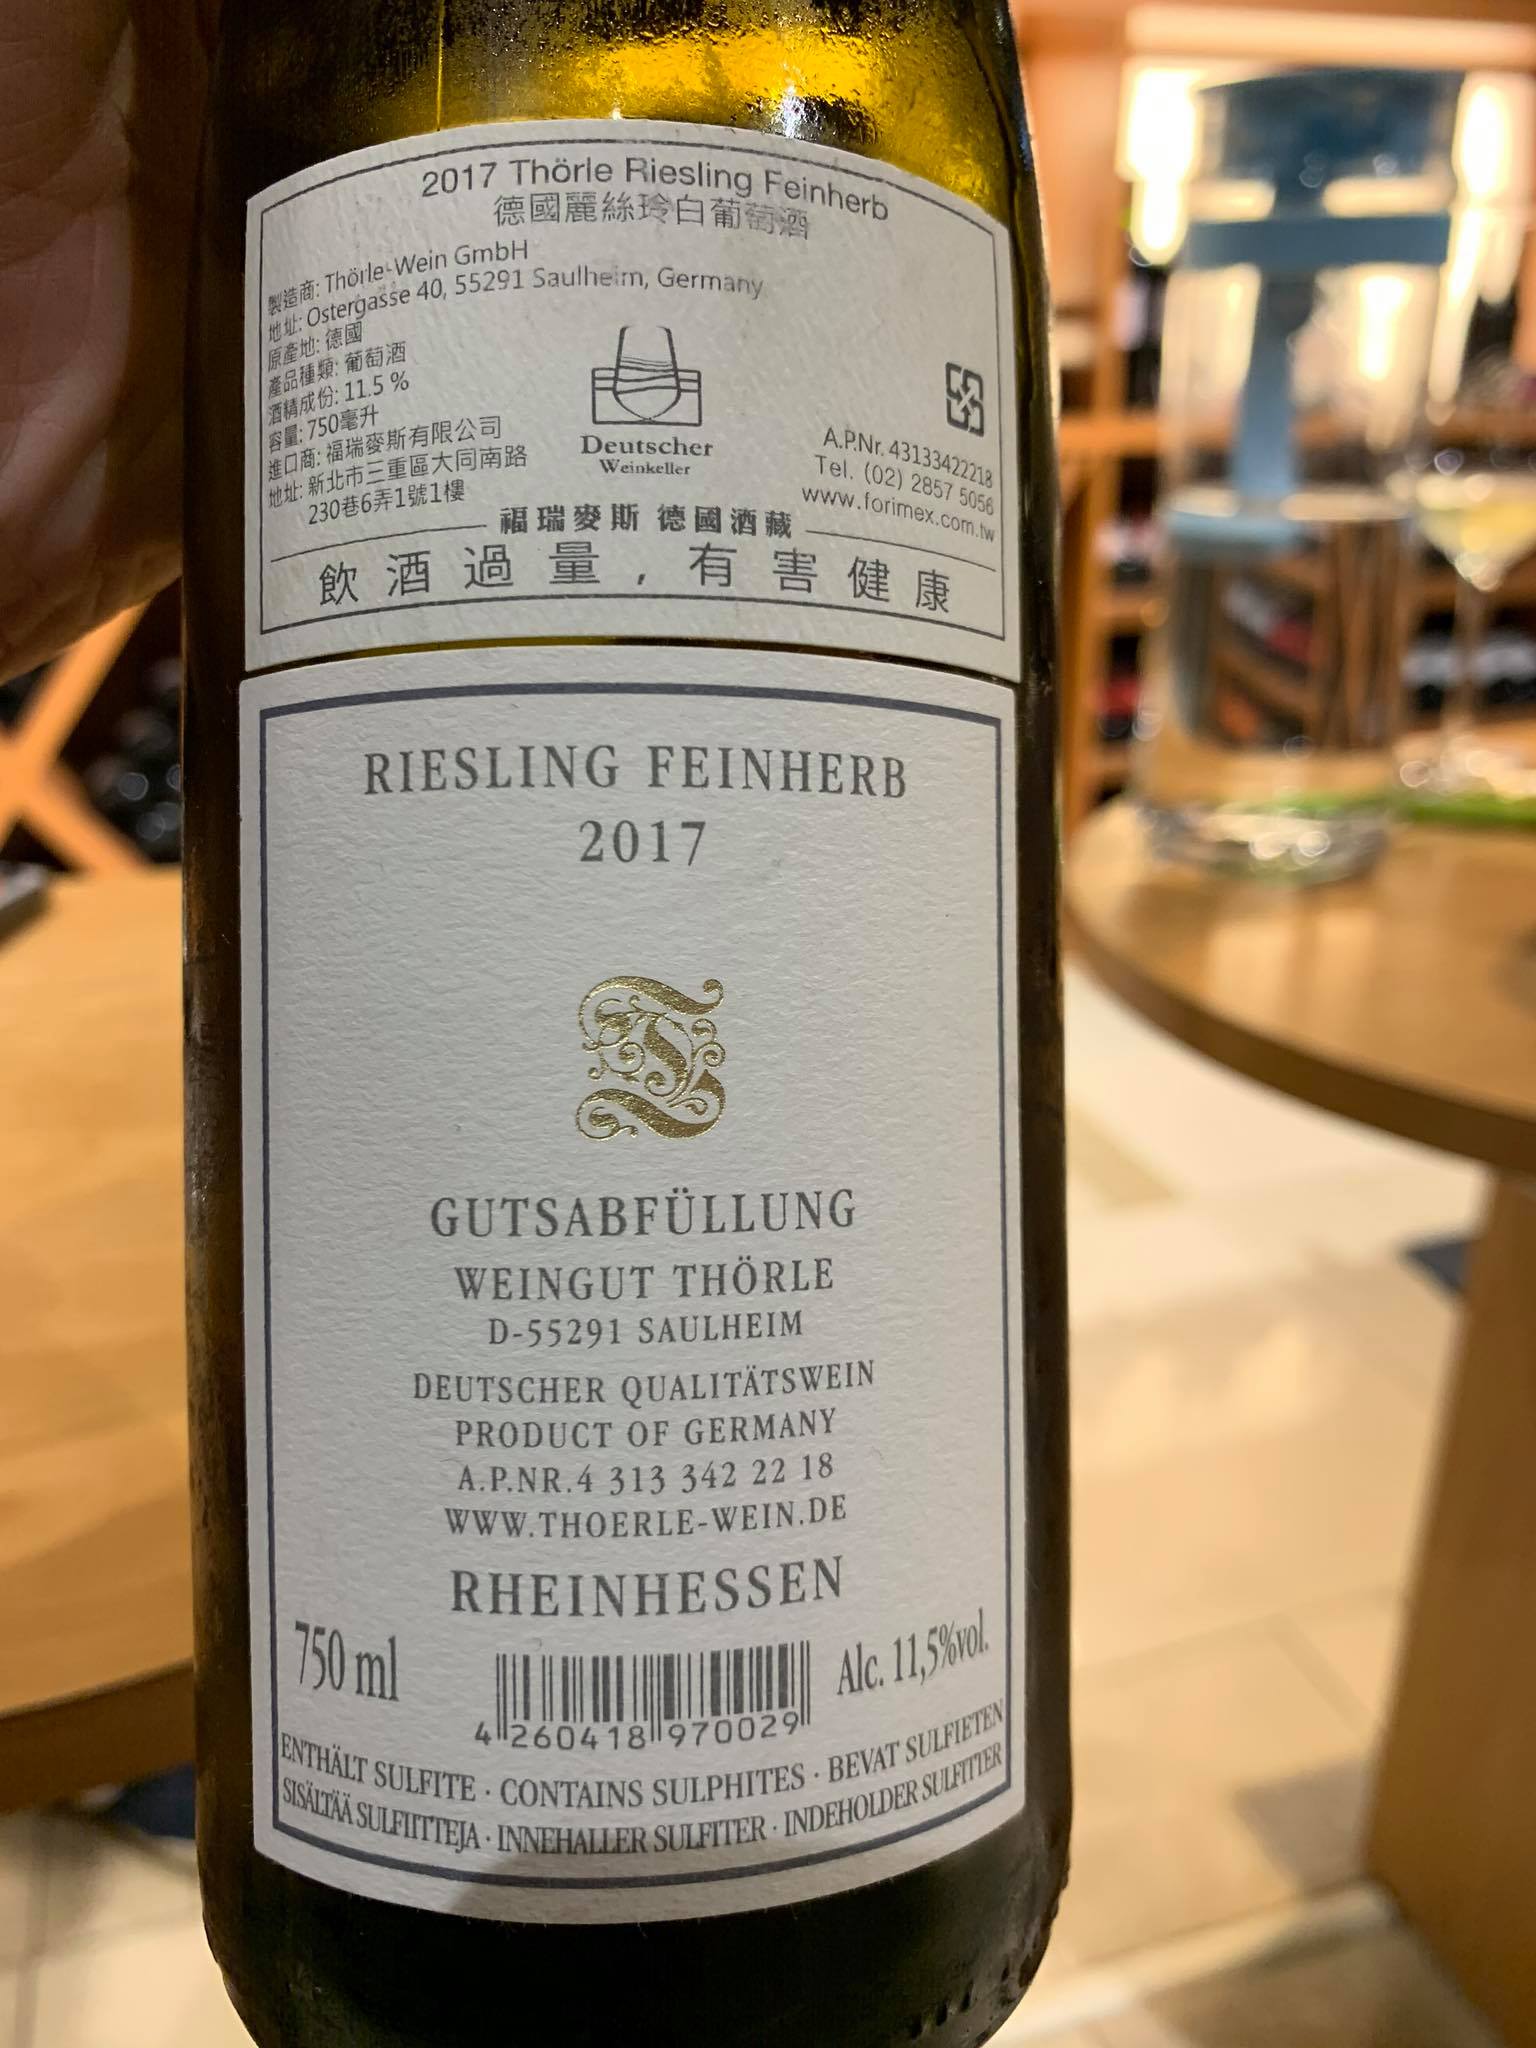 2017 Thörle Riesling Feinherb
德國麗絲玲白葡萄酒
製造商: Thörle-Wein GmbH
地址: Ostergasse 40, 55291 Saulheim, Germany
原產地: 德國
產品種類: 葡萄酒
酒精成份: 11.5 %
容量: 750毫升
進口商: 福瑞麥斯有限公司
地址: 新北市三重區大同南路
230巷6弄1號1樓
Deutscher
Weinkeller
A.P.Nr. 43133422218
Tel. (02) 2857 5056
www.forimex.com.tw
福瑞麥斯 德國酒藏
飲酒過量,有害健康
RIESLING FEINHERB
2017
GUTSABFÜLLUNG
WEINGUT THÖRLE
D-55291 SAULHEIM
DEUTSCHER QUALITÄTSWEIN
PRODUCT OF GERMANY
A.P.NR.4 313 342 22 18
WWW.THOERLE-WEIN.DE
RHEINHESSEN
750 ml
4 260418 970029
Alc. 11,5%vol.
ENTHÄLT SULFITE · CONTAINS SULPHITES · BEVAT SULFIETEN
SISÄLTÄÄ SULFIITTEJA · INNEHALLER SULFITER · INDEHOLDER SULFITTER